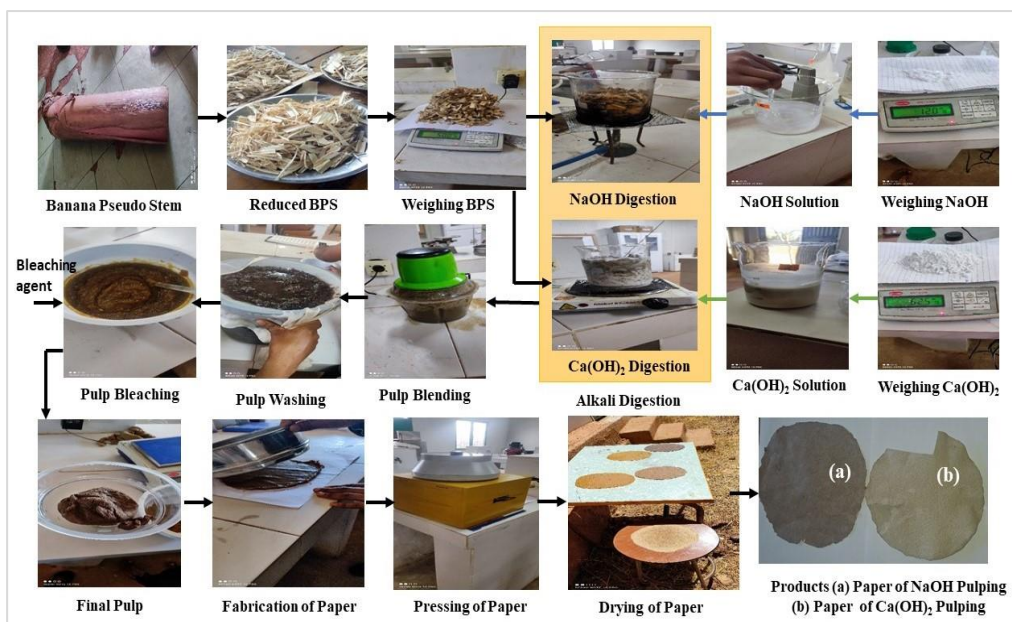 Banana Pseudo Stem
Reduced BPS
Weighing BPS
NaOH Digestion
NaOH Solution
Weighing NaOH
Bleaching
agent
Pulp Bleaching
Pulp Washing
Pulp Blending
Ca(OH)₂ Digestion
Alkali Digestion
Ca(OH)₂ Solution
Weighing Ca(OH)₂
Final Pulp
Fabrication of Paper
Pressing of Paper
Drying of Paper
(a)
(b)
Products (a) Paper of NaOH Pulping
(b) Paper of Ca(OH)₂ Pulping